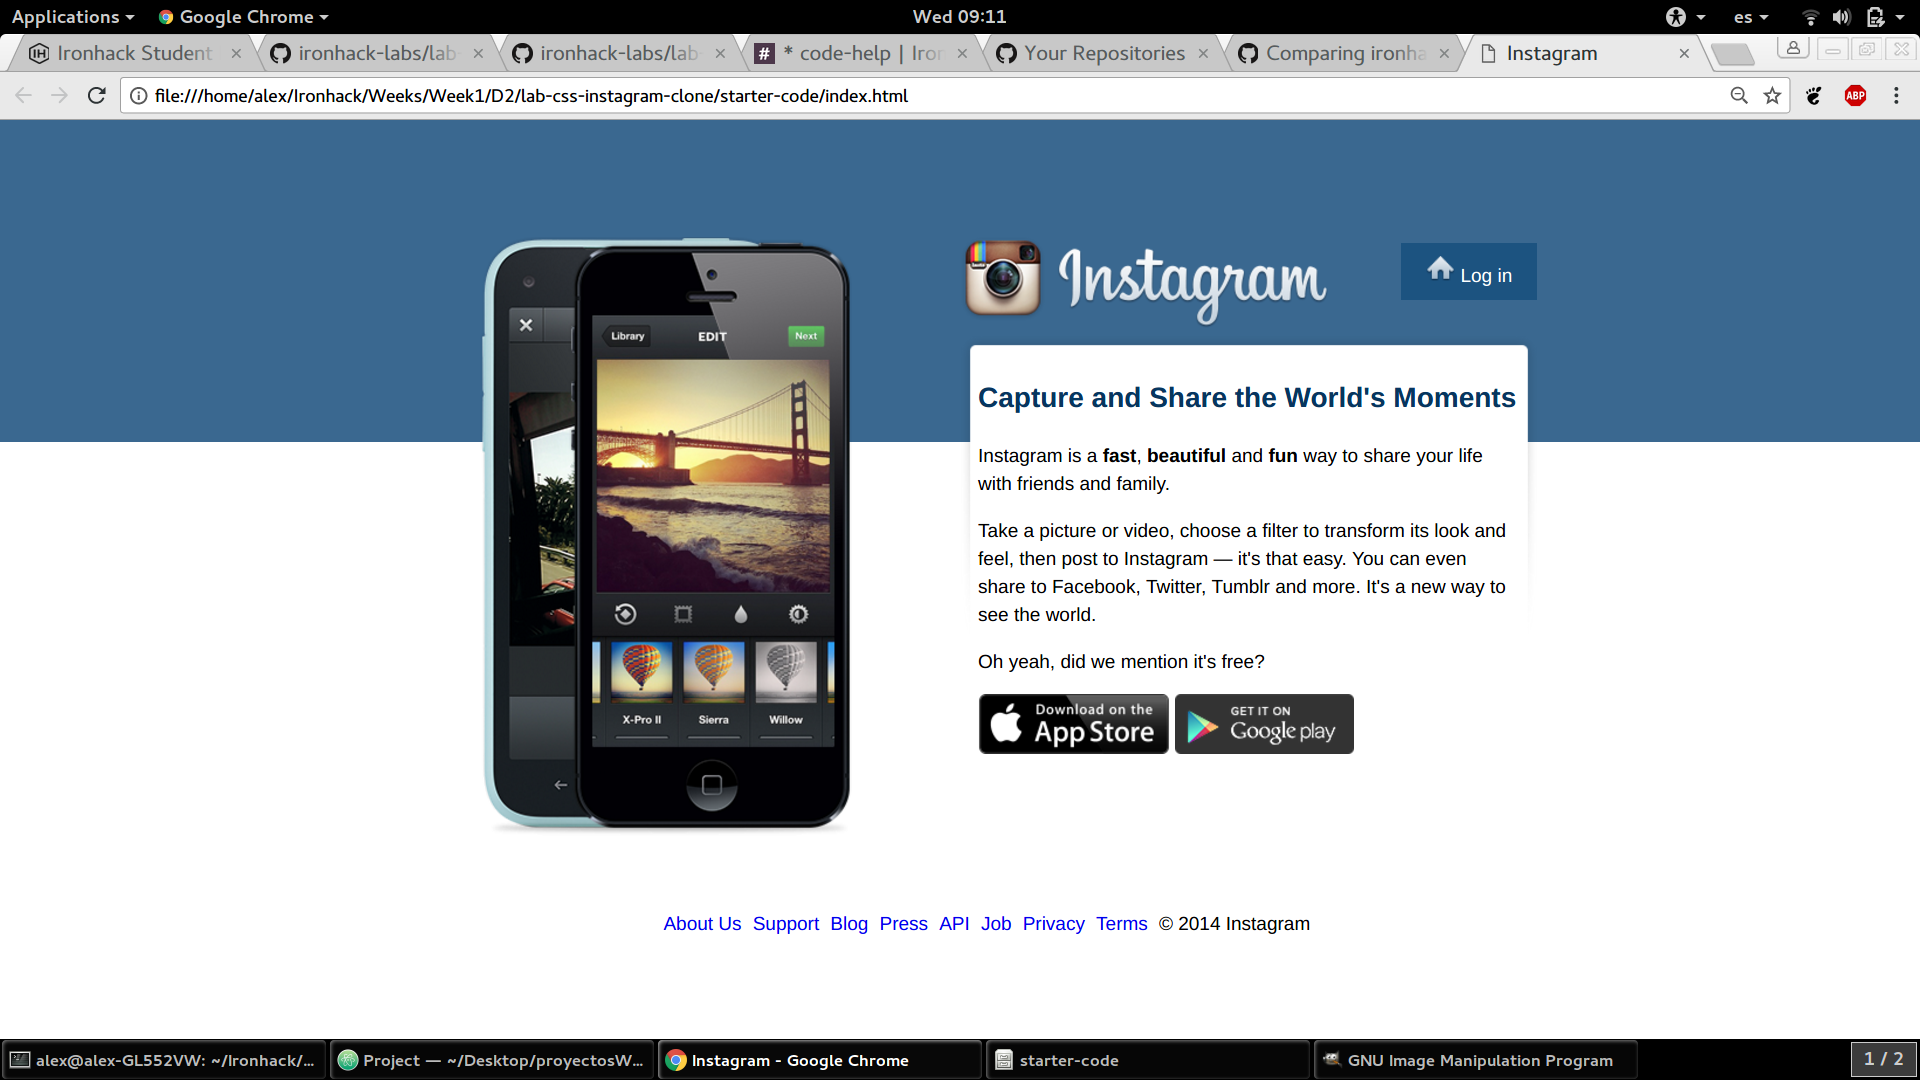 Applications
Google Chrome
Wed 09:11
es
Ironhack Student
ironhack-labs/lab-
ironhack-labs/lab-
* code-help | Iron
Your Repositories
Comparing ironha
Instagram
file:///home/alex/Ironhack/Weeks/Week1/D2/lab-css-instagram-clone/starter-code/index.html
ABP
Instagram
Log in
Library
EDIT
Next
X-Pro II
Sierra
Willow
Capture and Share the World's Moments
Instagram is a fast, beautiful and fun way to share your life
with friends and family.
Take a picture or video, choose a filter to transform its look and
feel, then post to Instagram — it's that easy. You can even
share to Facebook, Twitter, Tumblr and more. It's a new way to
see the world.
Oh yeah, did we mention it's free?
Download on the
App Store
GET IT ON
Google play
About Us Support Blog Press API Job Privacy Terms © 2014 Instagram
alex@alex-GL552VW: ~/Ironhack/...
Project — ~/Desktop/proyectosW...
Instagram - Google Chrome
starter-code
GNU Image Manipulation Program
1 / 2